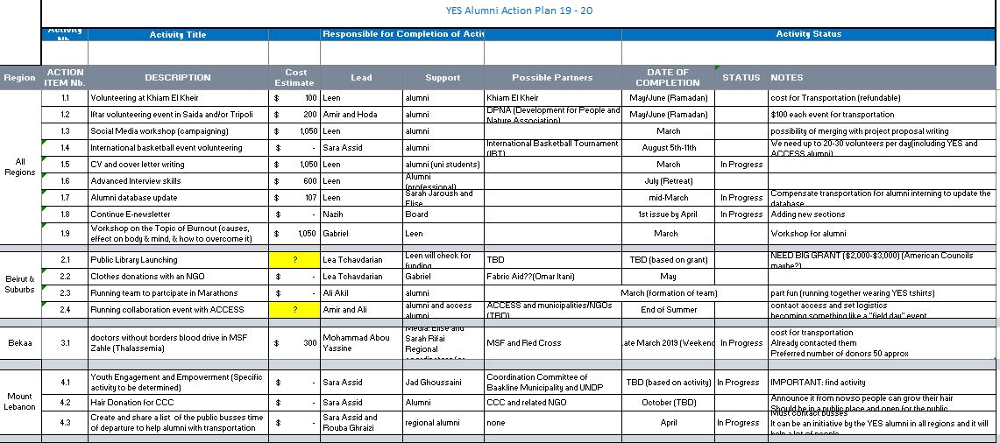 YES Alumni Action Plan 19 - 20
Activity Nb. Activity Title Responsible for Completion of Activ Activity Status
Region ACTION ITEM Nb. DESCRIPTION Cost Estimate Lead Support Possible Partners DATE OF COMPLETION STATUS NOTES
All Regions
1.1 Volunteering at Khiam El Kheir $ 100 Leen alumni Khiam El Kheir May/June (Ramadan) cost for Transportation (refundable)
1.2 Iftar volunteering event in Saida and/or Tripoli $ 200 Amir and Hoda alumni DPNA (Development for People and Nature Association) May/June (Ramadan) $100 each event for transportation
1.3 Social Media workshop (campaigning) $ 1,050 Leen alumni March possibility of merging with project proposal writing
1.4 International basketball event volunteering $ - Sara Assid alumni International Basketball Tournament (IBT) August 5th-11th We need up to 20-30 volunteers per day(including YES and ACCESS alumni)
1.5 CV and cover letter writing $ 1,050 Leen alumni (uni students) March In Progress
1.6 Advanced Interview skills $ 600 Leen Alumni (professional) July (Retreat)
1.7 Alumni database update $ 107 Leen Sarah Jaroush and Elise mid-March In Progress Compensate transportation for alumni interning to update the database
1.8 Continue E-newsletter $ - Nazih Board 1st issue by April In Progress Adding new sections
1.9 Workshop on the Topic of Burnout (causes, effect on body & mind, & how to overcome it) $ 1,050 Gabriel Leen March Workshop for alumni
Beirut & Suburbs
2.1 Public Library Launching ? Lea Tchavdarian Leen will check for funding TBD TBD (based on grant) NEED BIG GRANT ($2,000-$3,000) (American Councils maybe?)
2.2 Clothes donations with an NGO $ - Lea Tchavdarian Gabriel Fabric Aid??(Omar Itani) May
2.3 Running team to partcipate in Marathons $ - Ali Akil alumni March (formation of team) part fun (running together wearing YES tshirts)
2.4 Running collaboration event with ACCESS ? Amir and Ali alumni and access alumni ACCESS and municipalities/NGOs (TBD) End of Summer contact access and set logistics
becoming something like a "field day" event
Bekaa
3.1 doctors without borders blood drive in MSF Zahle (Thalassemia) $ 300 Mohammad Abou Yassine Media: Elise and Sarah Rifai Regional MSF and Red Cross ate March 2019 (Weekend In Progress cost for transportation
Already contacted them
Preferred number of donors 50 approx
Mount Lebanon
4.1 Youth Engagement and Empowerment (Specific activity to be determined) $ - Sara Assid Jad Ghoussaini Coordination Committee of Baakline Municipality and UNDP TBD (based on activity) In Progress IMPORTANT: find activity
4.2 Hair Donation for CCC $ - Sara Assid Alumni CCC and related NGO October (TBD) Announce it from nowso people can grow their hair
Should be in a public place and open for the public
4.3 Create and share a list of the public busses time of departure to help alumni with transportation $ - Sara Assid and Rouba Ghraizi regional alumni none April In Progress Must contact busses
It can be an initiative by the YES alumni in all regions and it will help a lot of people